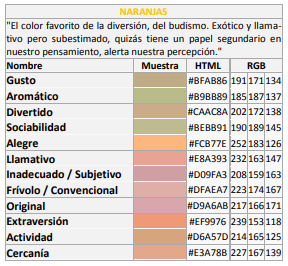 NARANJAS
"El color favorito de la diversión, del budismo. Exótico y llama-
tivo pero subestimado, quizás tiene un papel segundario en
nuestro pensamiento, alerta nuestra percepción."
Nombre Muestra HTML RGB
Gusto #BFAB86 191 171 134
Aromático #B9BB89 185 187 137
Divertido #CAAC8A 202 172 138
Sociabilidad #BEBB91 190 189 145
Alegre #FCB77E 252 183 126
Llamativo #E8A393 232 163 147
Inadecuado / Subjetivo #D09FA3 208 159 163
Frívolo / Convencional #DFAEA7 223 174 167
Original #D9A6AB 217 166 171
Extraversión #EF9976 239 153 118
Actividad #D6A57D 214 165 125
Cercanía #E3A78B 227 167 139